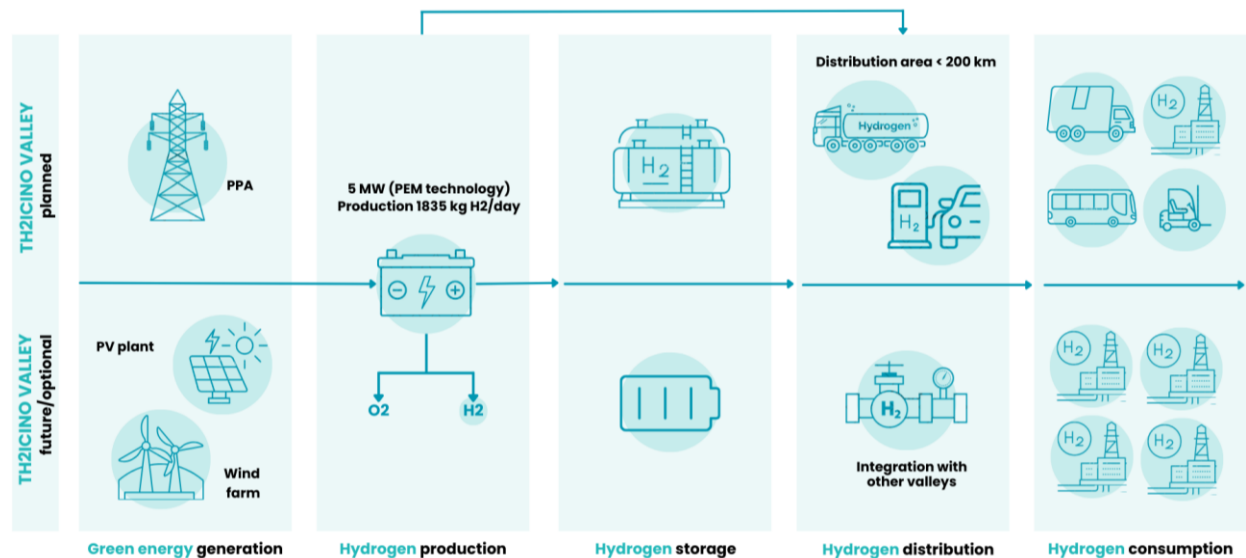 TH2ICINO VALLEY
planned
TH2ICINO VALLEY
future/optional
PPA
PV plant
Wind
farm
Green energy generation
5 MW (PEM technology)
Production 1835 kg H2/day
O2
H2
Hydrogen production
H
H2
Hydrogen storage
Distribution area < 200 km
Hydrogen
H2
H₂
Integration with
other valleys
Hydrogen distribution
H2
H2
H2
H2
H2
Hydrogen consumption